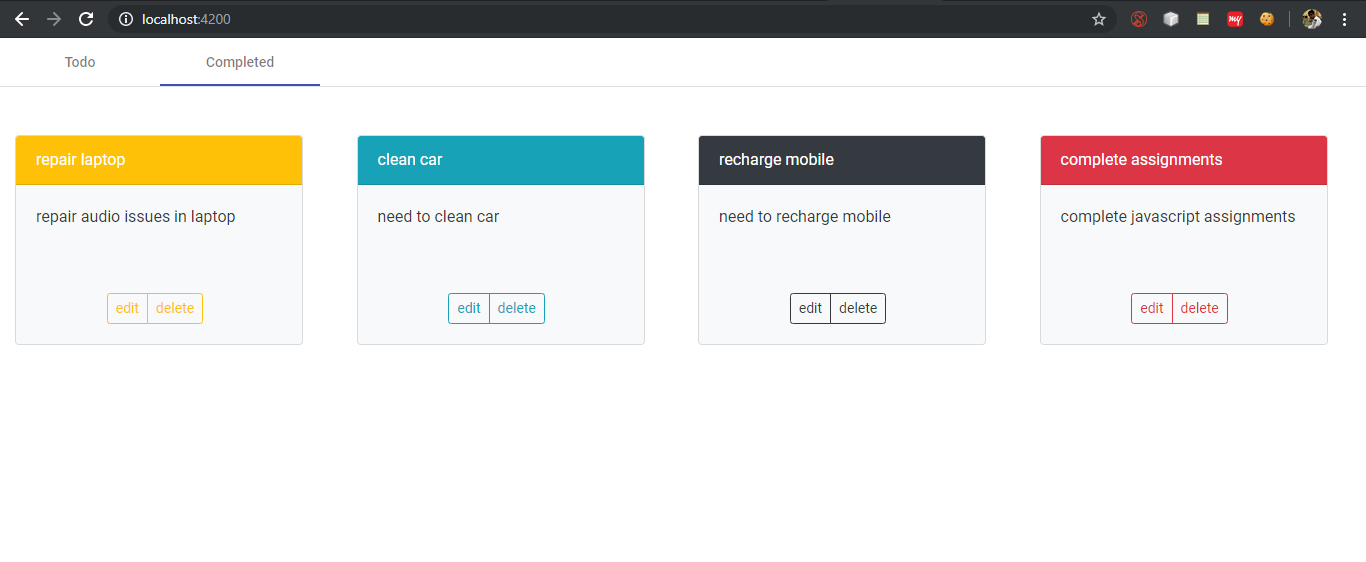 localhost:4200
my
Todo
Completed
repair laptop
repair audio issues in laptop
edit delete
clean car
need to clean car
edit delete
recharge mobile
need to recharge mobile
edit delete
complete assignments
complete javascript assignments
edit delete